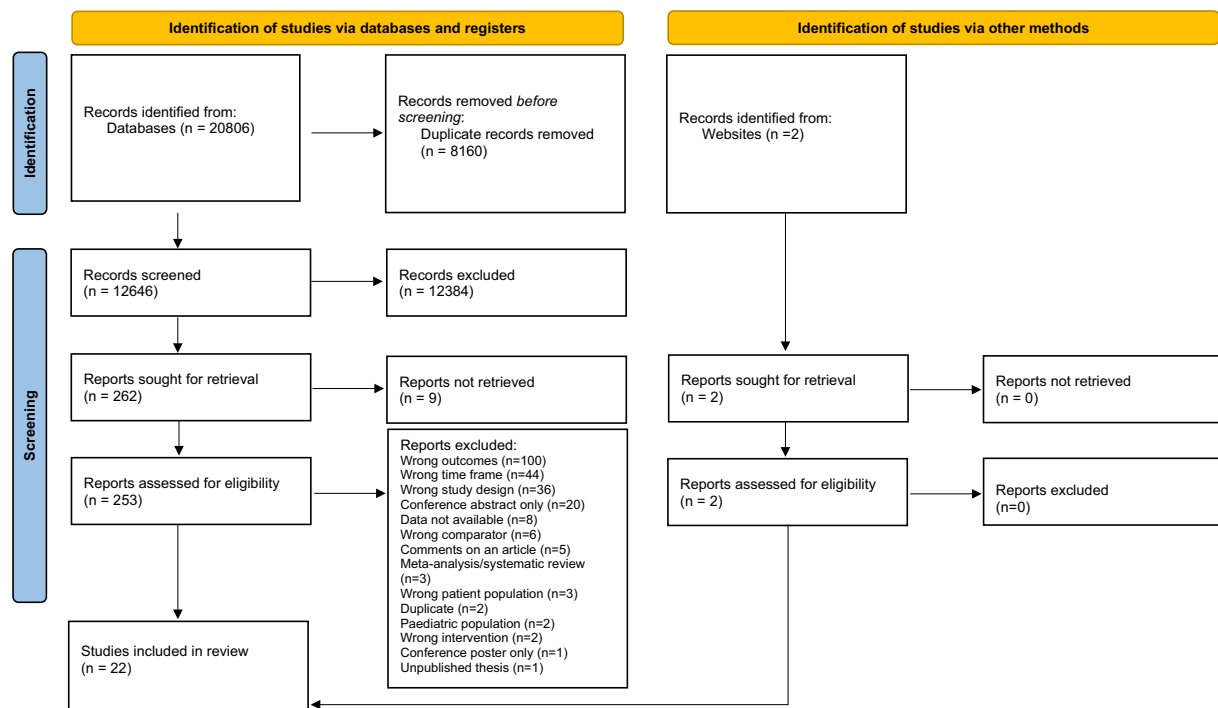 Identification of studies via databases and registers
Identification of studies via other methods
Identification
Records identified from:
Databases (n = 20806)
Records removed before
screening:
Duplicate records removed
(n = 8160)
Records identified from:
Websites (n =2)
Screening
Records screened
(n = 12646)
Records excluded
(n = 12384)
Reports sought for retrieval
(n = 262)
Reports not retrieved
(n = 9)
Reports sought for retrieval
(n = 2)
Reports not retrieved
(n = 0)
Reports assessed for eligibility
(n = 253)
Reports excluded:
Wrong outcomes (n=100)
Wrong time frame (n=44)
Wrong study design (n=36)
Conference abstract only (n=20)
Data not available (n=8)
Wrong comparator (n=6)
Comments on an article (n=5)
Meta-analysis/systematic review
(n=3)
Wrong patient population (n=3)
Duplicate (n=2)
Paediatric population (n=2)
Wrong intervention (n=2)
Conference poster only (n=1)
Unpublished thesis (n=1)
Reports assessed for eligibility
(n = 2)
Reports excluded
(n=0)
Studies included in review
(n = 22)